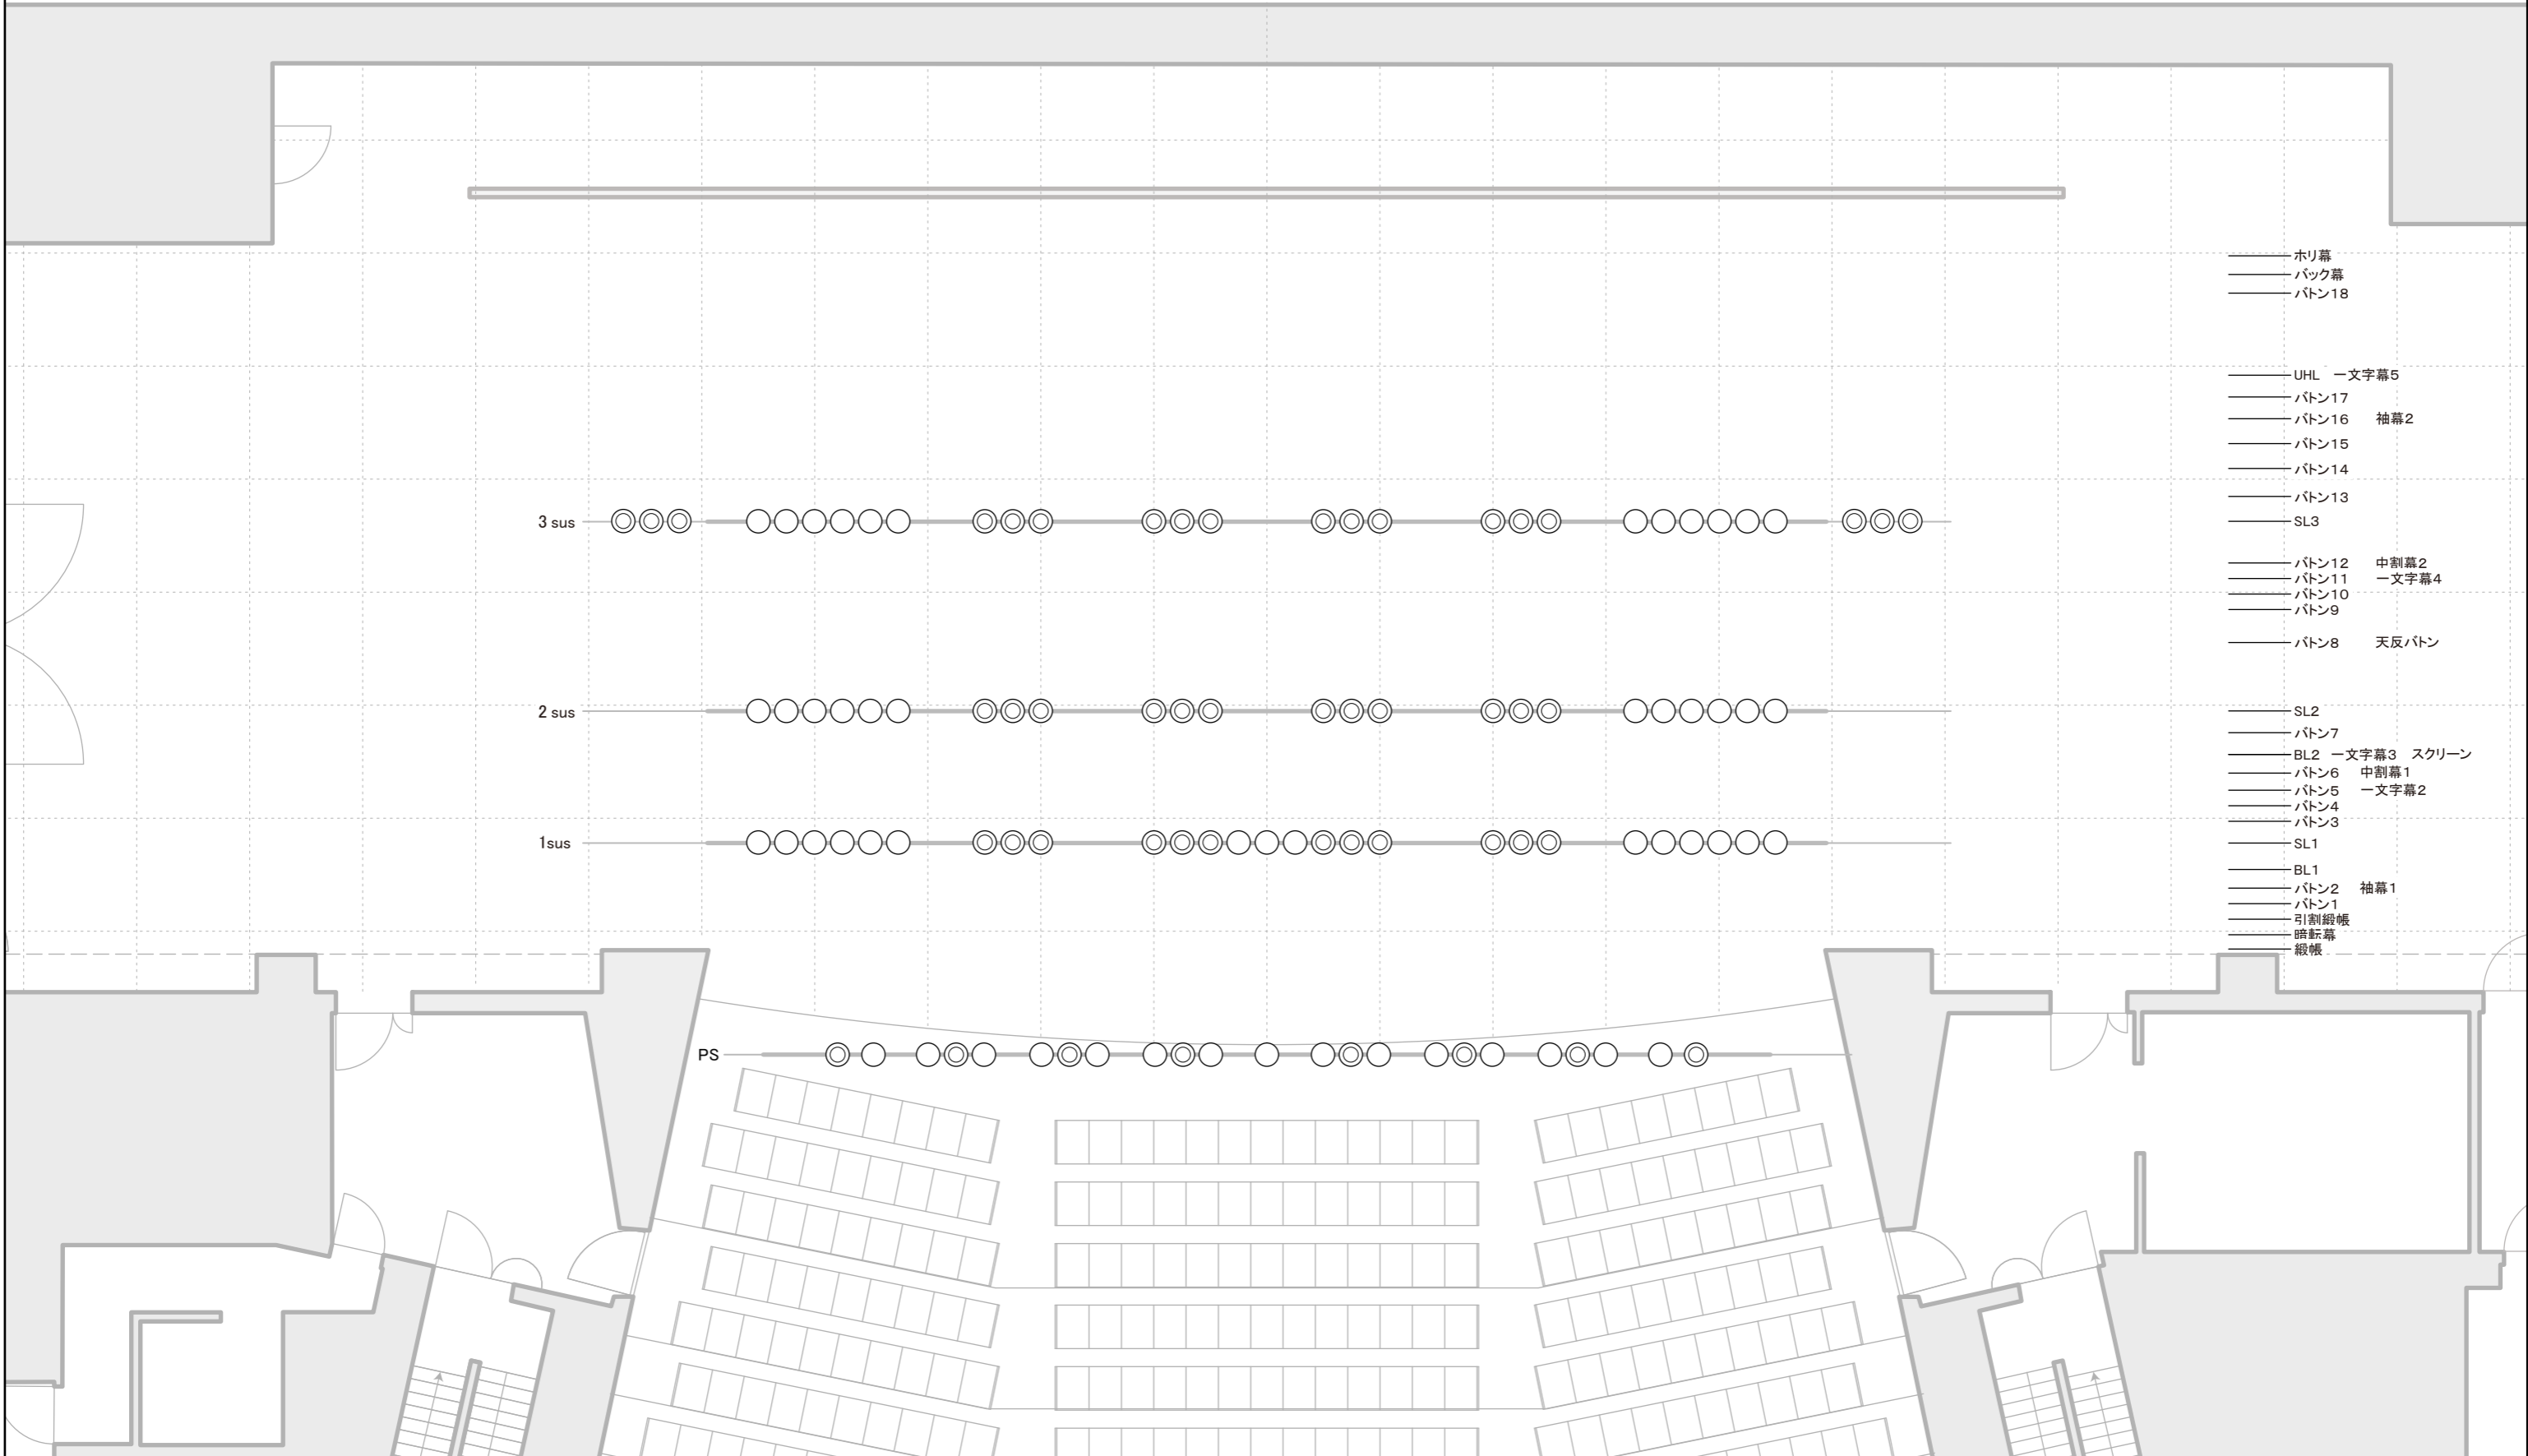 ホリ幕
バック幕
バトン18
UHL 一文字幕5
バトン17
バトン16 袖幕2
バトン15
バトン14
バトン13
3 sus
SL3
バトン12 中割幕2
バトン11 一文字幕4
バトン10
バトン9
バトン8 天反バトン
2 sus
SL2
バトン7
BL2 一文字幕3 スクリーン
バトン6 中割幕1
バトン5 一文字幕2
バトン4
バトン3
1sus
SL1
BL1
バトン2 袖幕1
バトン1
引割緞帳
暗転幕
緞帳
PS